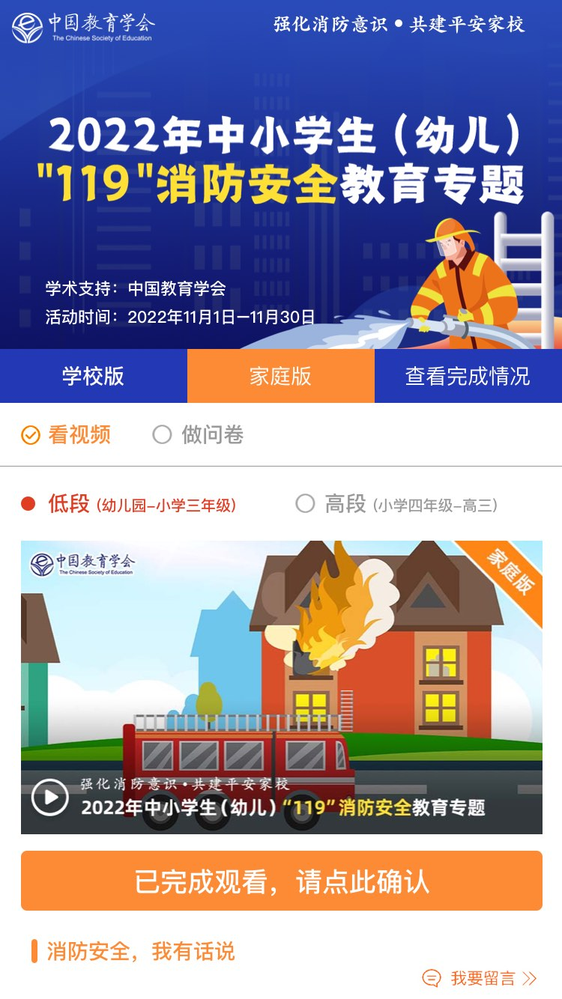 中国教育学会
The Chinese Society of Education
强化消防意识•共建平安家校
2022年中小学生（幼儿）
"119"消防安全教育专题
学术支持：中国教育学会
活动时间：2022年11月1日—11月30日
学校版
家庭版
查看完成情况
看视频
做问卷
低段 (幼儿园-小学三年级)
高段 (小学四年级-高三)
中国教育学会
The Chinese Society of Education
家庭版
强化消防意识•共建平安家校
2022年中小学生（幼儿）“119”消防安全教育专题
已完成观看，请点此确认
消防安全，我有话说
我要留言